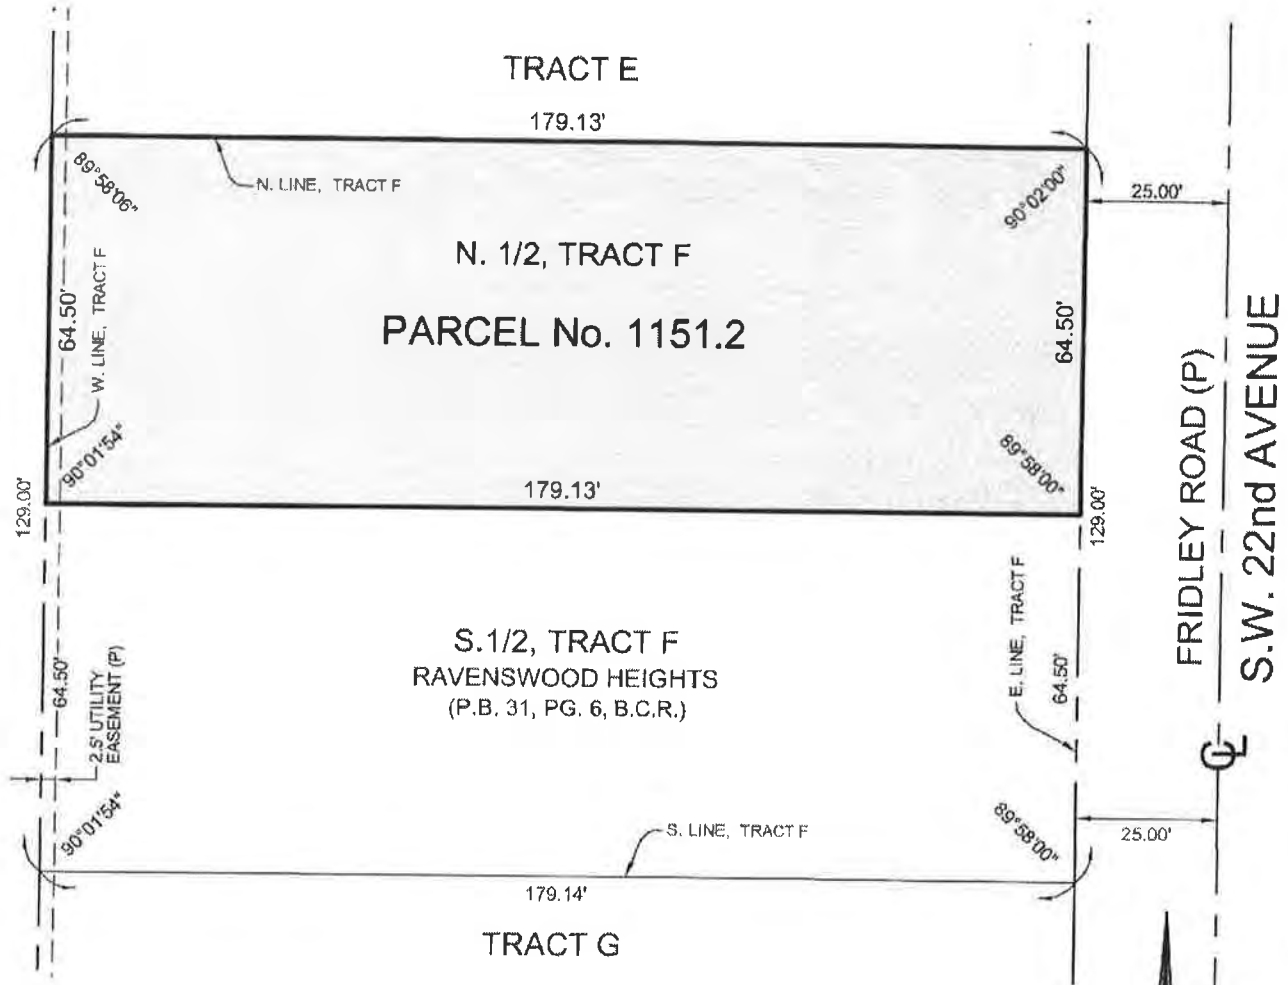 TRACT E
179.13'
89°58'06"
N. LINE, TRACT F
90°02'00"
25.00'
N. 1/2, TRACT F
PARCEL No. 1151.2
64.50'
W. LINE, TRACT F
64.50'
90°01'54"
179.13'
89°58'00"
129.00'
129.00'
FRIDLEY ROAD (P)
S.W. 22nd AVENUE
S.1/2, TRACT F
RAVENSWOOD HEIGHTS
(P.B. 31, PG. 6, B.C.R.)
64.50'
2.5' UTILITY
EASEMENT (P)
E. LINE, TRACT F
64.50'
CL
90°01'54"
S. LINE, TRACT F
89°58'00"
25.00'
179.14'
TRACT G